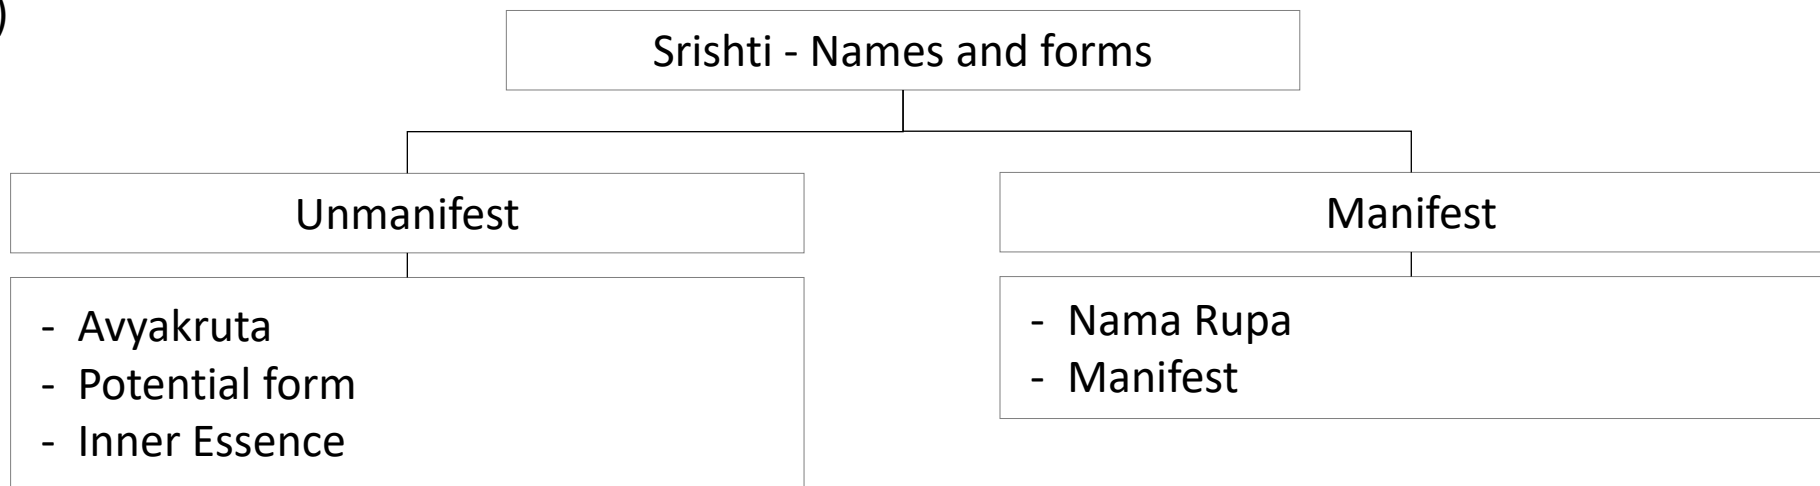 )
Srishti - Names and forms
Unmanifest
Manifest
- Avyakruta
- Potential form
- Inner Essence
- Nama Rupa
- Manifest